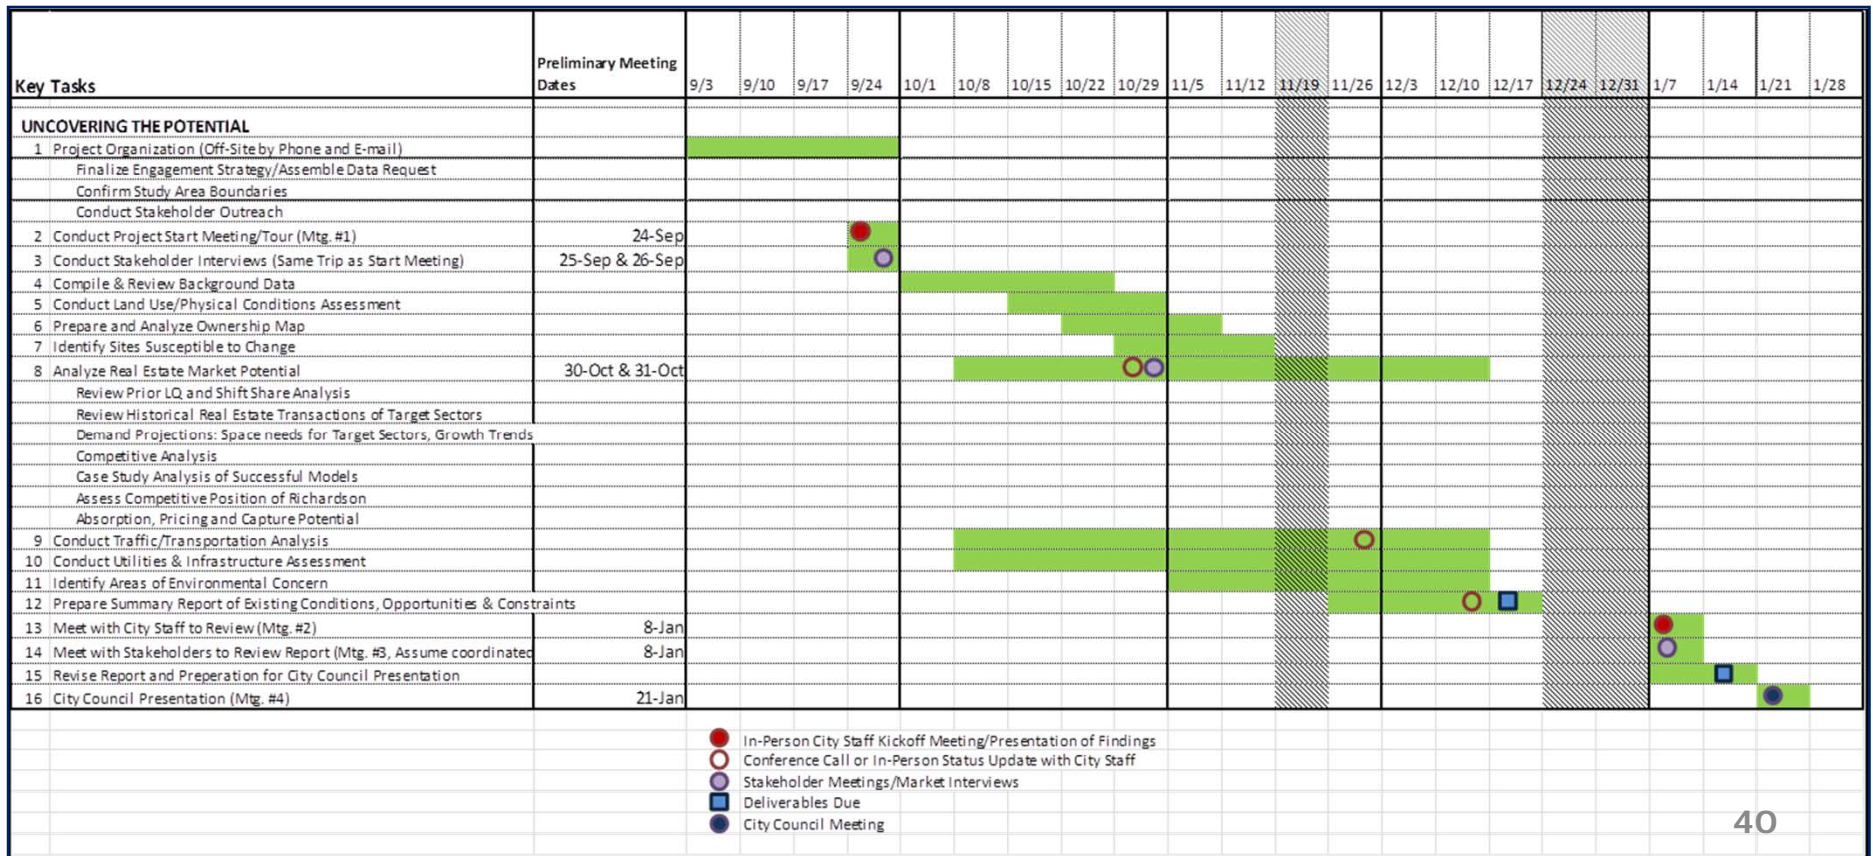 Key Tasks Preliminary Meeting Dates 9/3 9/10 9/17 9/24 10/1 10/8 10/15 10/22 10/29 11/5 11/12 11/19 11/26 12/3 12/10 12/17 12/24 12/31 1/7 1/14 1/21 1/28
UNCOVERING THE POTENTIAL
1 Project Organization (Off-Site by Phone and E-mail)
Finalize Engagement Strategy/Assemble Data Request
Confirm Study Area Boundaries
Conduct Stakeholder Outreach
2 Conduct Project Start Meeting/Tour (Mtg. #1) 24-Sep
3 Conduct Stakeholder Interviews (Same Trip as Start Meeting) 25-Sep & 26-Sep
4 Compile & Review Background Data
5 Conduct Land Use/Physical Conditions Assessment
6 Prepare and Analyze Ownership Map
7 Identify Sites Susceptible to Change
8 Analyze Real Estate Market Potential 30-Oct & 31-Oct
Review Prior LQ and Shift Share Analysis
Review Historical Real Estate Transactions of Target Sectors
Demand Projections: Space needs for Target Sectors, Growth Trends
Competitive Analysis
Case Study Analysis of Successful Models
Assess Competitive Position of Richardson
Absorption, Pricing and Capture Potential
9 Conduct Traffic/Transportation Analysis
10 Conduct Utilities & Infrastructure Assessment
11 Identify Areas of Environmental Concern
12 Prepare Summary Report of Existing Conditions, Opportunities & Constraints
13 Meet with City Staff to Review (Mtg. #2) 8-Jan
14 Meet with Stakeholders to Review Report (Mtg. #3, Assume coordinated 8-Jan
15 Revise Report and Preperation for City Council Presentation
16 City Council Presentation (Mtg. #4) 21-Jan
In-Person City Staff Kickoff Meeting/Presentation of Findings
Conference Call or In-Person Status Update with City Staff
Stakeholder Meetings/Market Interviews
Deliverables Due
City Council Meeting
40